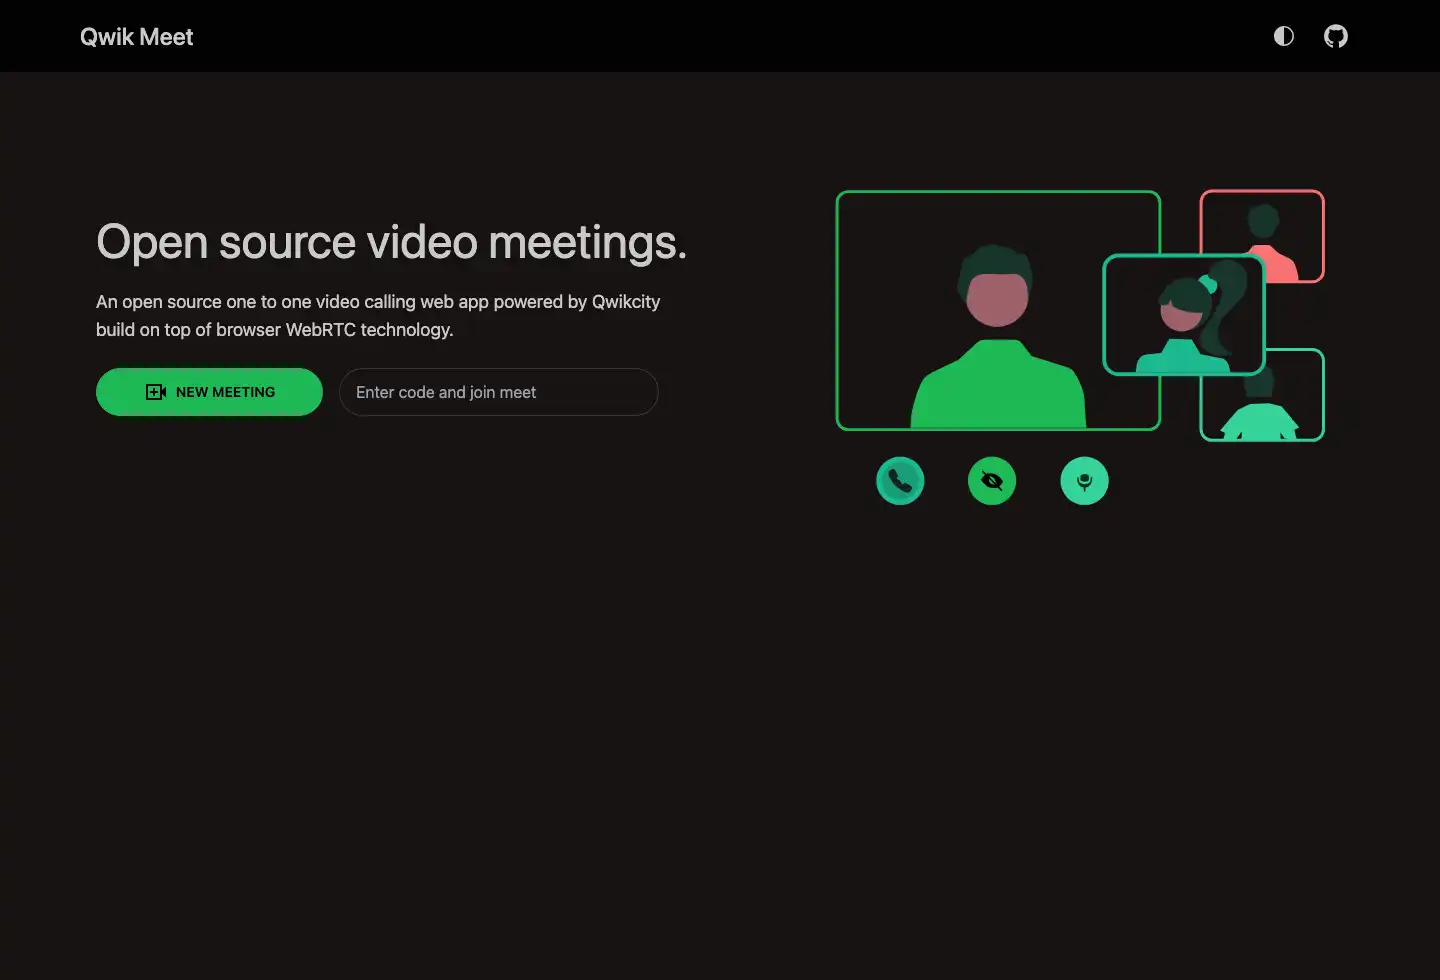 Qwik Meet
Open source video meetings.
An open source one to one video calling web app powered by Qwikcity
build on top of browser WebRTC technology.
NEW MEETING
Enter code and join meet